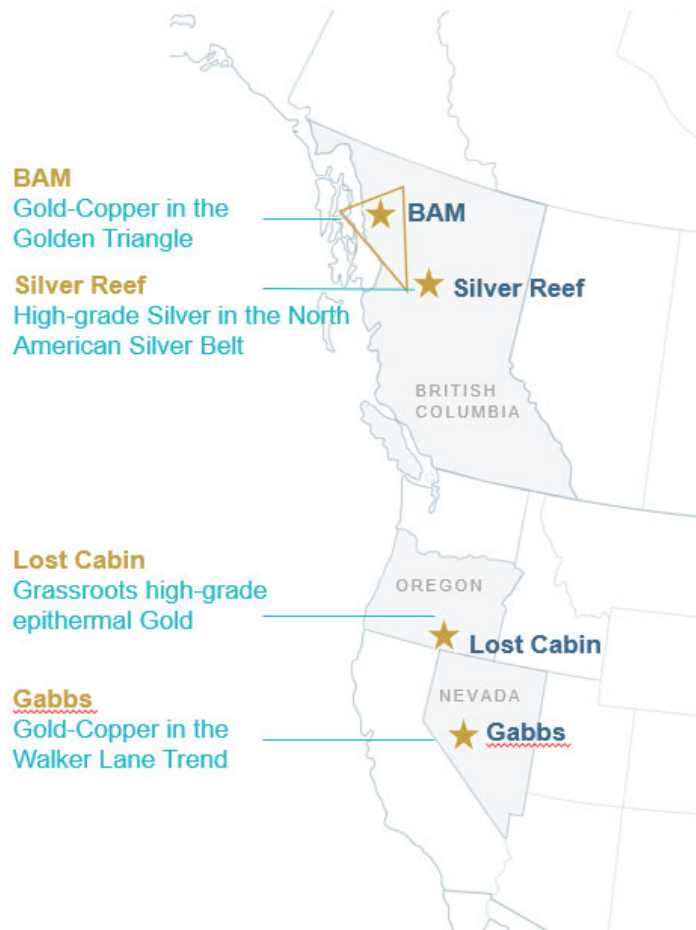 BAM
Gold-Copper in the
Golden Triangle
BAM
Silver Reef
High-grade Silver in the North
American Silver Belt
Silver Reef
BRITISH
COLUMBIA
Lost Cabin
Grassroots high-grade
epithermal Gold
OREGON
Lost Cabin
Gabbs
Gold-Copper in the
Walker Lane Trend
NEVADA
Gabbs